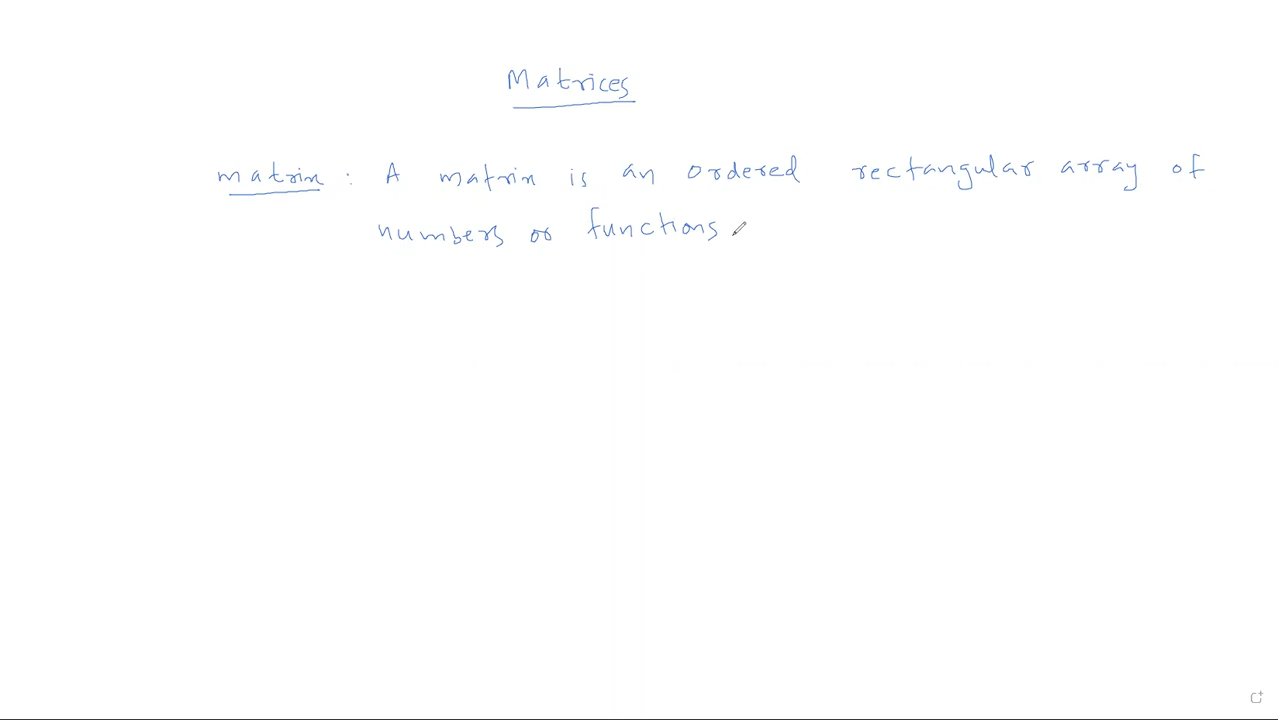 Matrices
matrix : A matrix is an ordered rectangular array of
numbers or functions